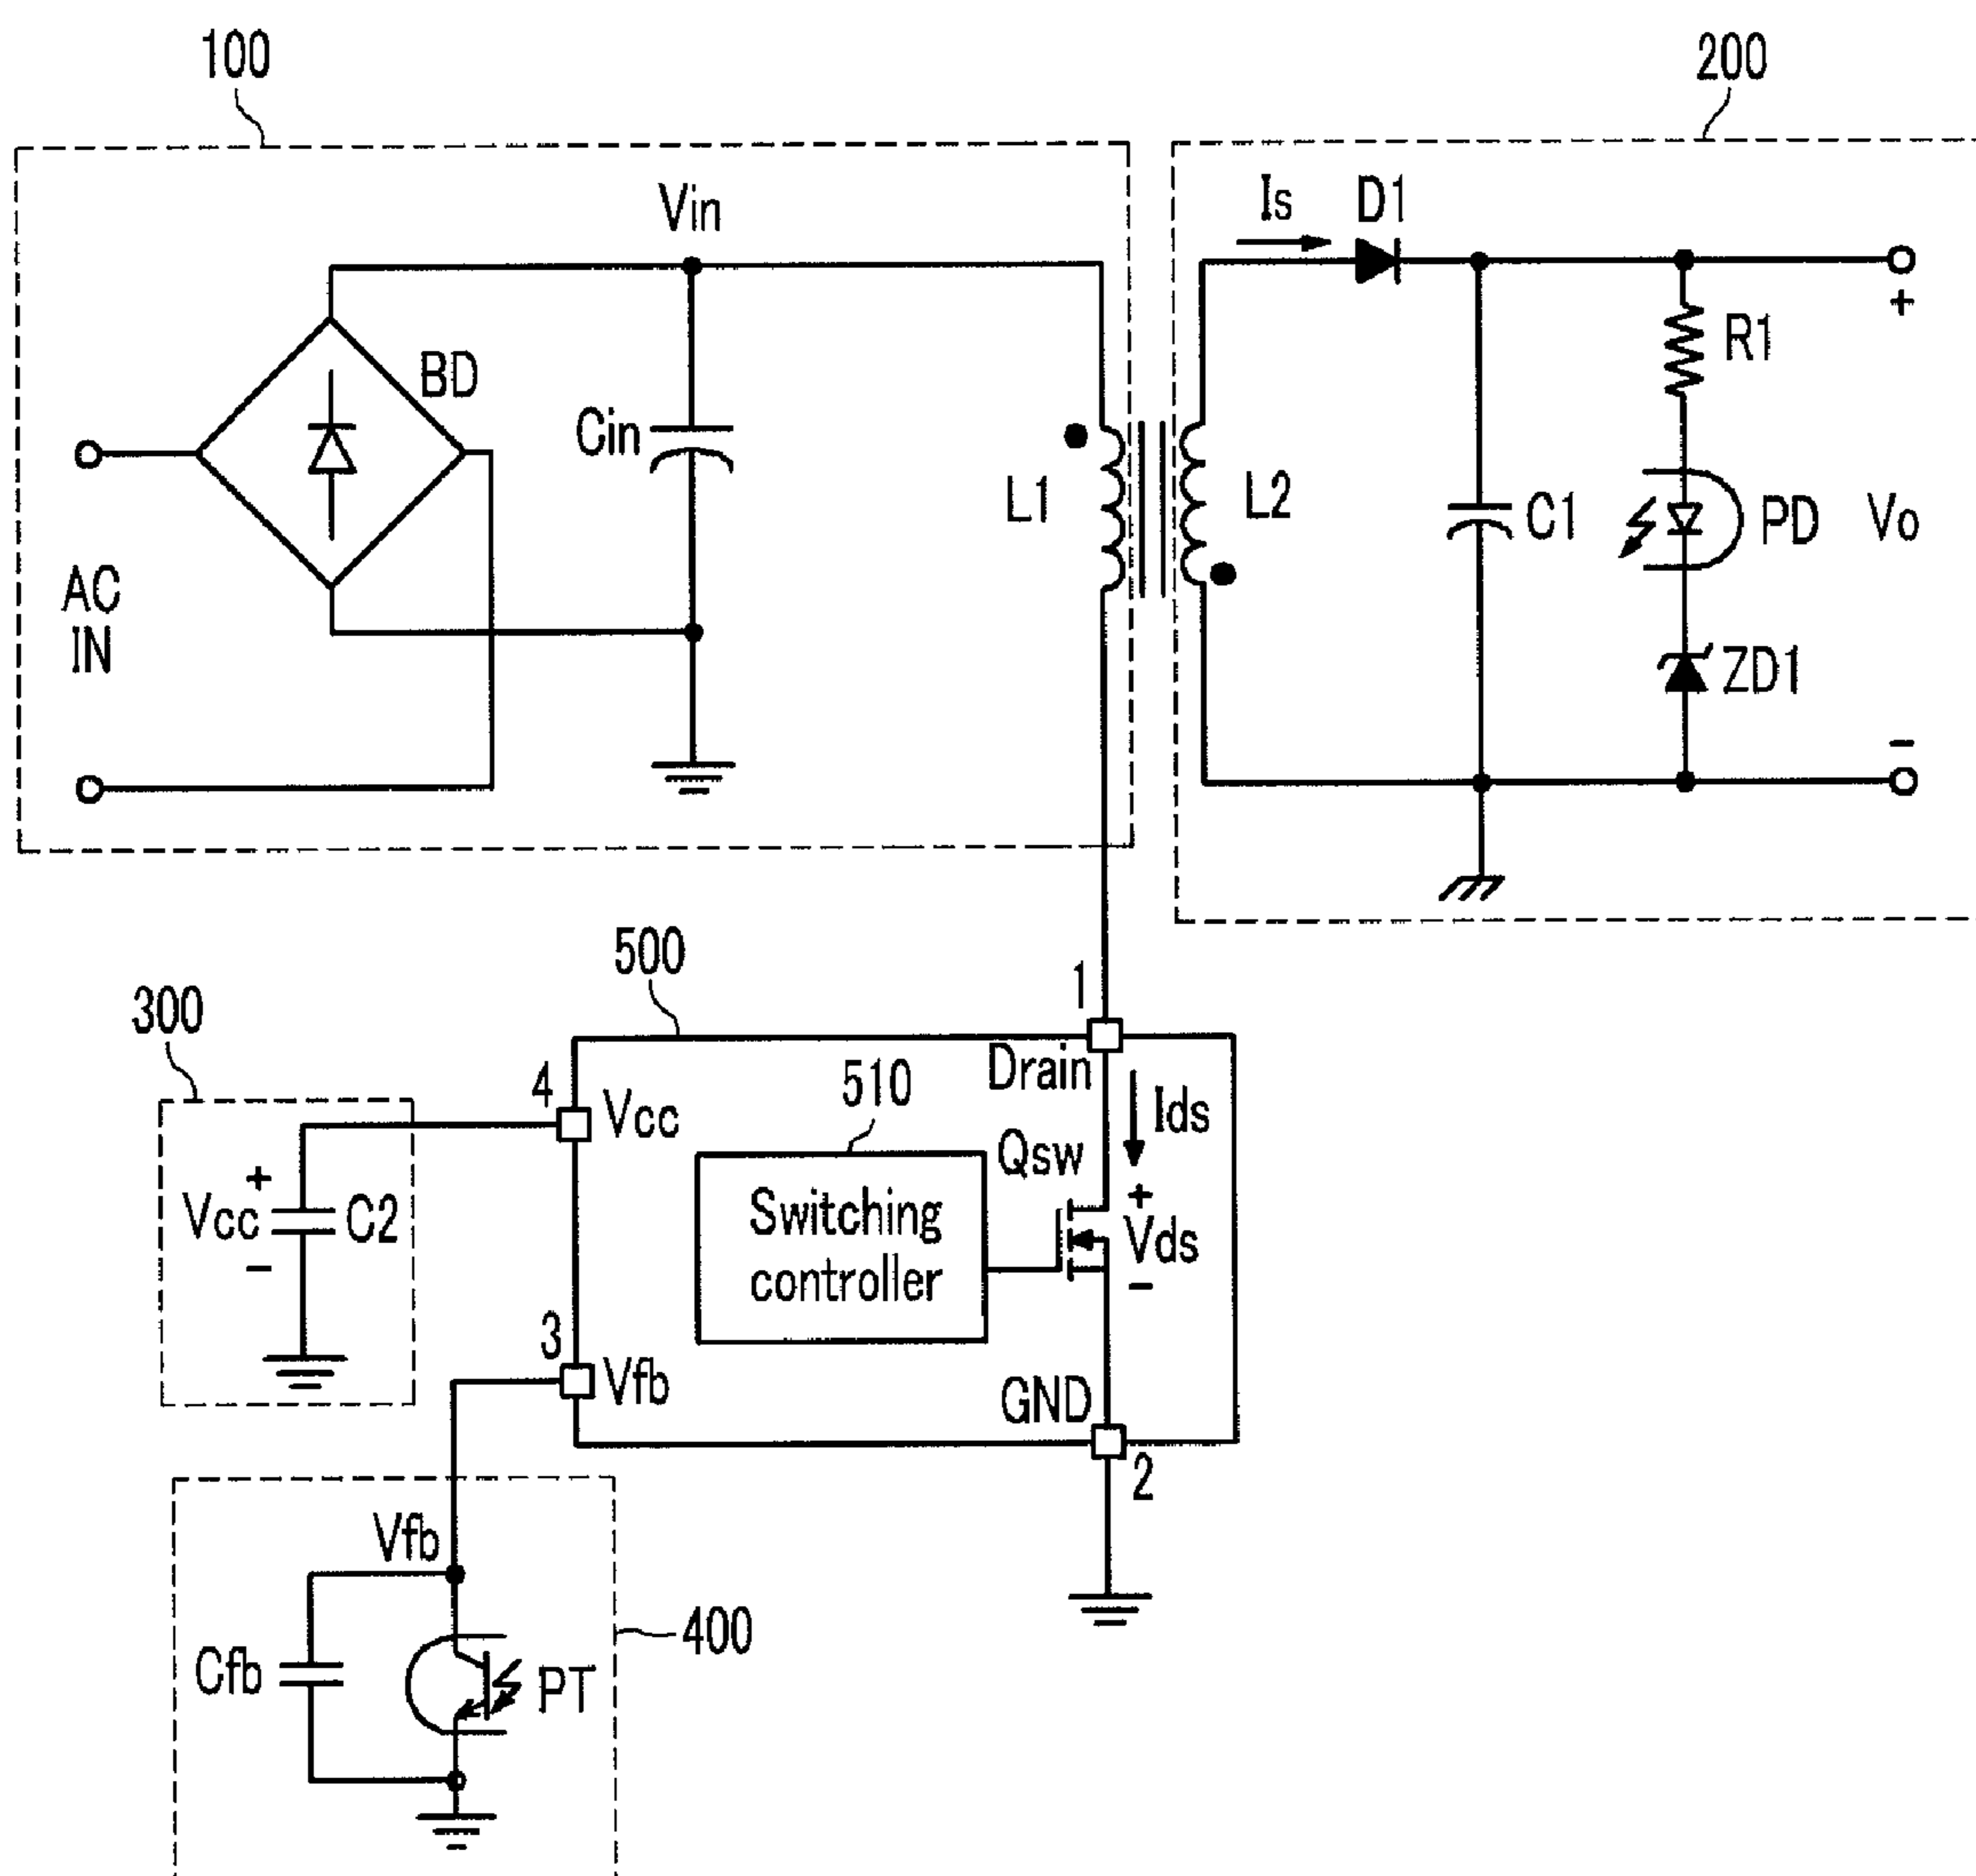 100
200
Vin
Is
D1
+
R1
BD
Cin
L1
L2
C1
PD
Vo
AC
IN
ZD1
-
500
1
300
Drain
4
510
Vcc
Ids
Qsw
+
+
Switching
controller
Vcc
C2
Vds
-
-
3
Vfb
GND
2
Vfb
400
Cfb
PT